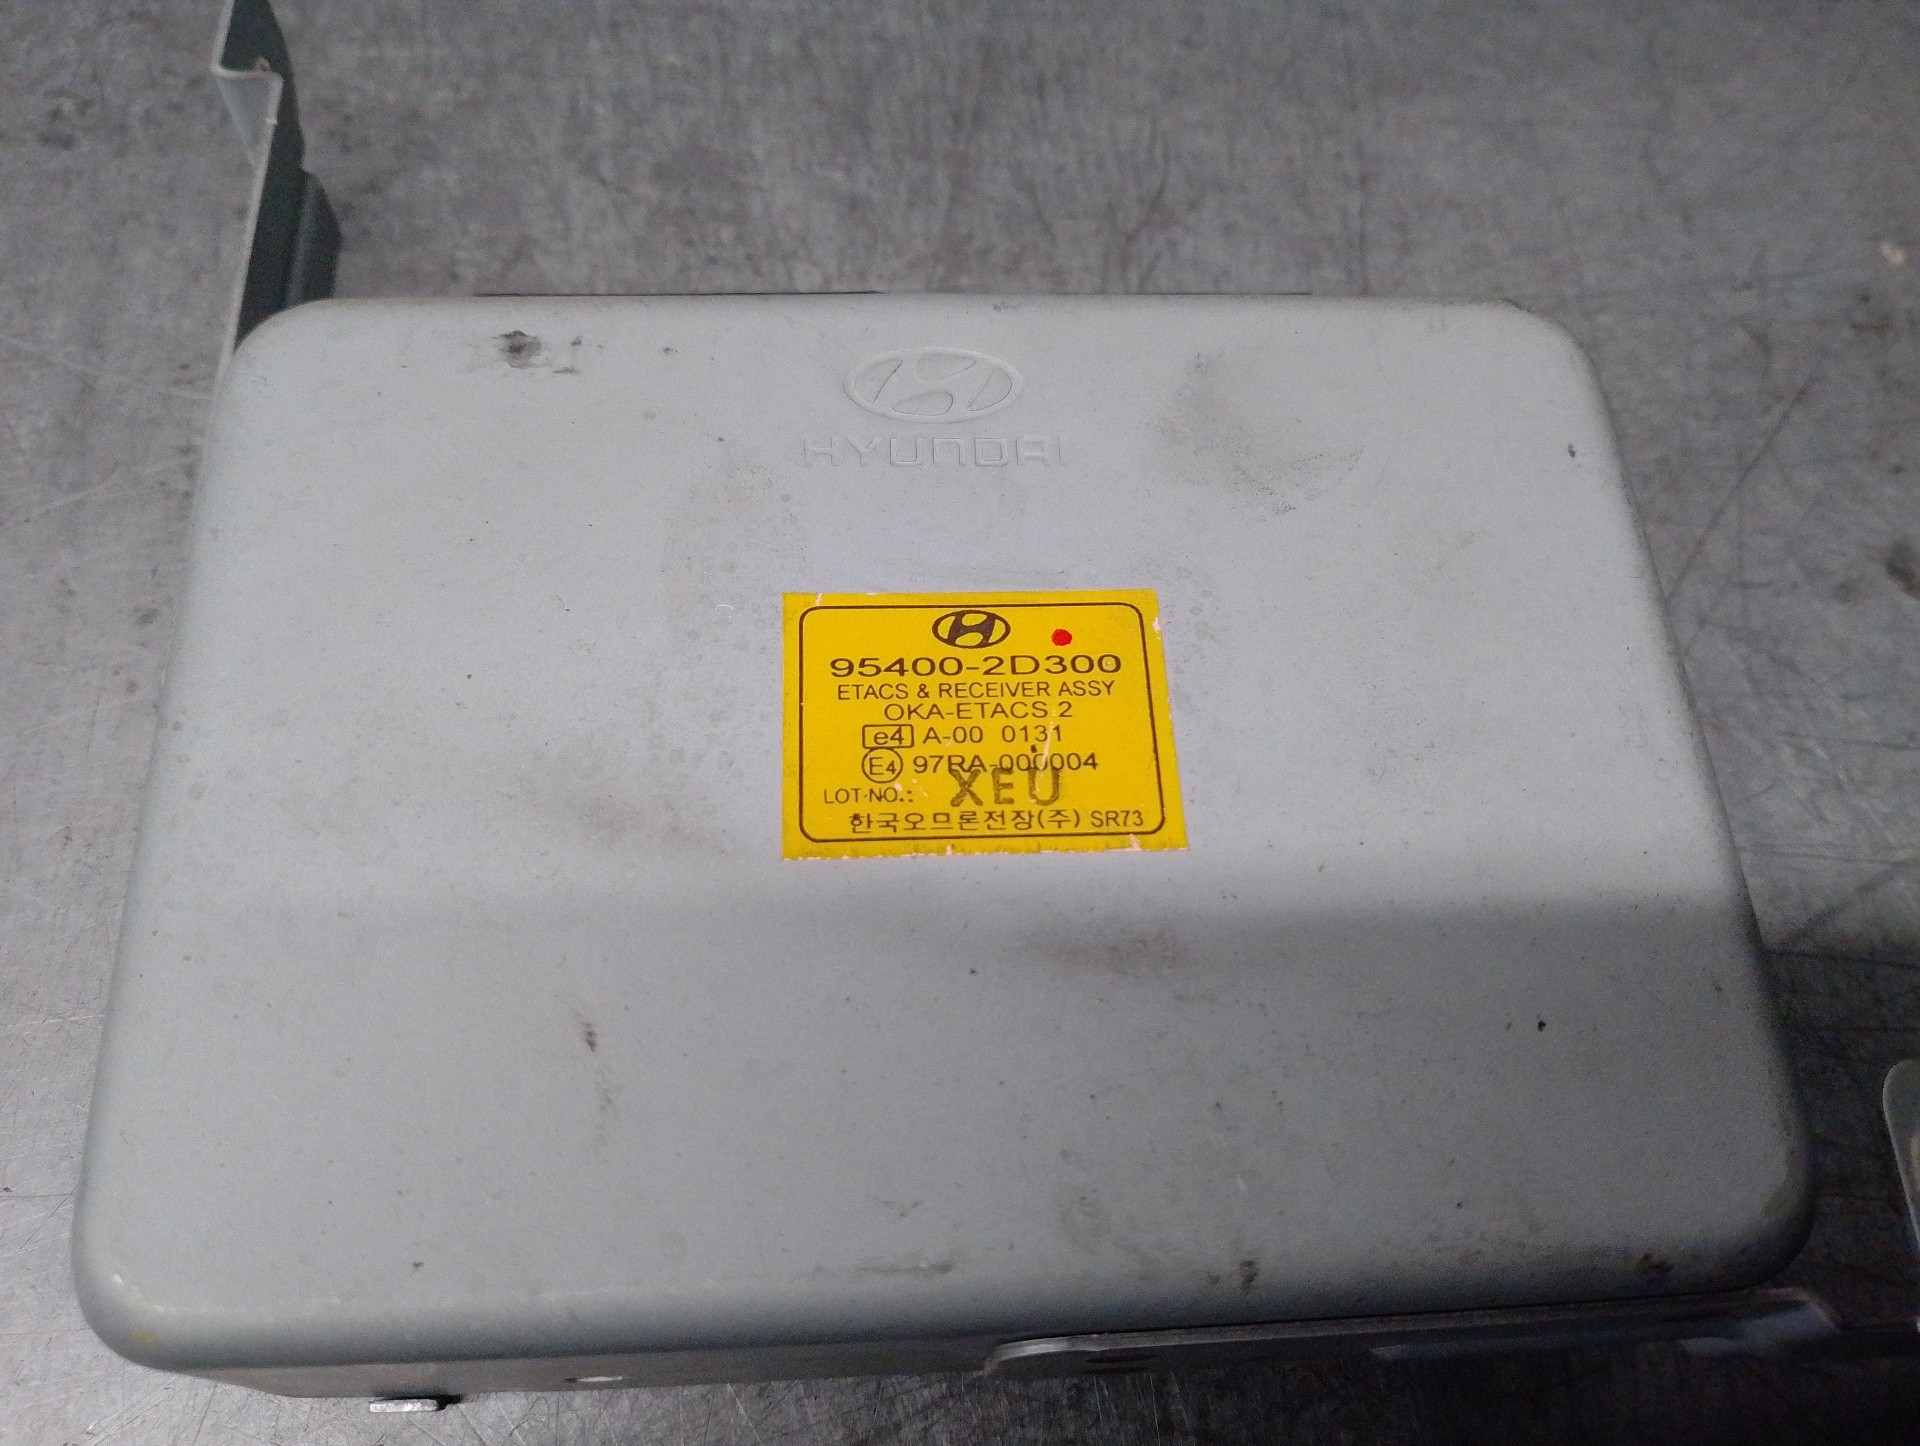 HYUNDAI
95400-2D300
ETACS & RECEIVER ASSY
OKA-ETACS 2
e4 A-00 0131
E4 97RA-000004
LOT NO.: XEU
한국오므론전장(주) SR73